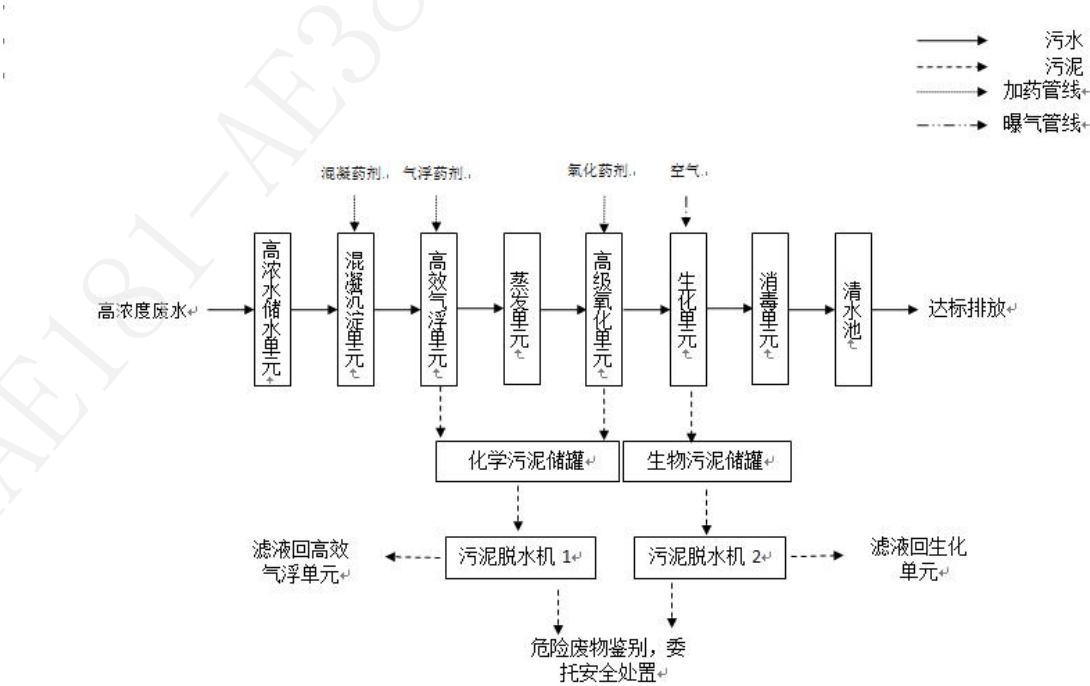 污水
污泥
加药管线
曝气管线
混凝药剂
气浮药剂
氧化药剂
空气
高浓度废水
高浓水储水单元
混凝沉淀单元
高效气浮单元
蒸发单元
高级氧化单元
生化单元
消毒单元
清水池
达标排放
化学污泥储罐
生物污泥储罐
滤液回高效
气浮单元
污泥脱水机 1
污泥脱水机 2
滤液回生化
单元
危险废物鉴别，委
托安全处置